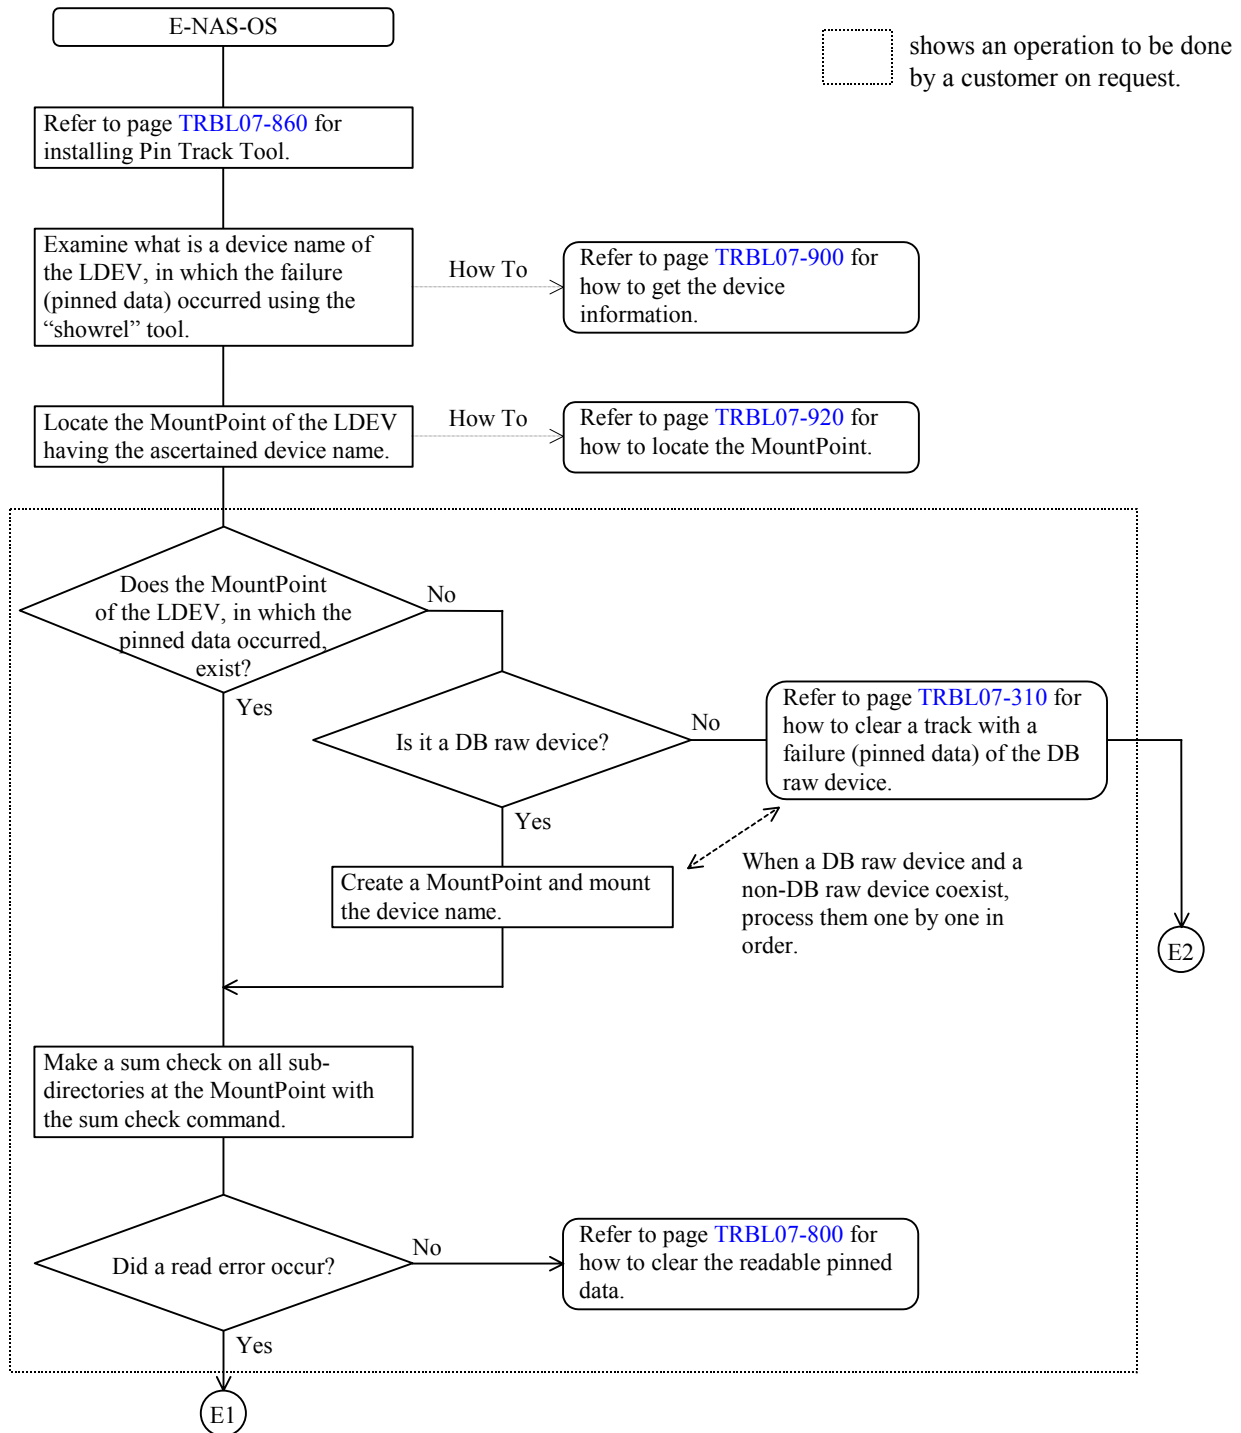 E-NAS-OS
shows an operation to be done
by a customer on request.
Refer to page TRBL07-860 for
installing Pin Track Tool.
Examine what is a device name of
the LDEV, in which the failure
(pinned data) occurred using the
“showrel” tool.
How To
Refer to page TRBL07-900 for
how to get the device
information.
Locate the MountPoint of the LDEV
having the ascertained device name.
How To
Refer to page TRBL07-920 for
how to locate the MountPoint.
Does the MountPoint
of the LDEV, in which the
pinned data occurred,
exist?
No
Yes
Is it a DB raw device?
No
Refer to page TRBL07-310 for
how to clear a track with a
failure (pinned data) of the DB
raw device.
Yes
Create a MountPoint and mount
the device name.
When a DB raw device and a
non-DB raw device coexist,
process them one by one in
order.
E2
Make a sum check on all sub-
directories at the MountPoint with
the sum check command.
Did a read error occur?
No
Refer to page TRBL07-800 for
how to clear the readable pinned
data.
Yes
E1